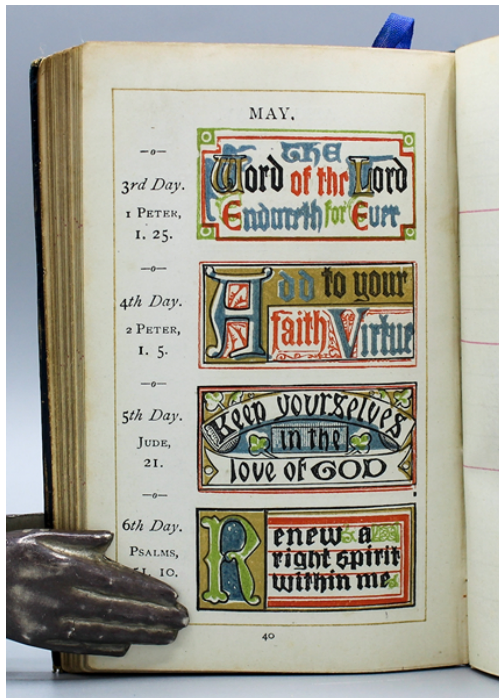 MAY.
—o—
3rd Day.
1 PETER,
I. 25.
THE
Word of the Lord
Endureth for Ever
—o—
4th Day.
2 PETER,
I. 5.
Add to your
faith Virtue
—o—
5th Day.
JUDE,
21.
Keep yourselves
in the
love of GOD
—o—
6th Day.
PSALMS,
51. 10.
Renew a
right spirit
within me
40